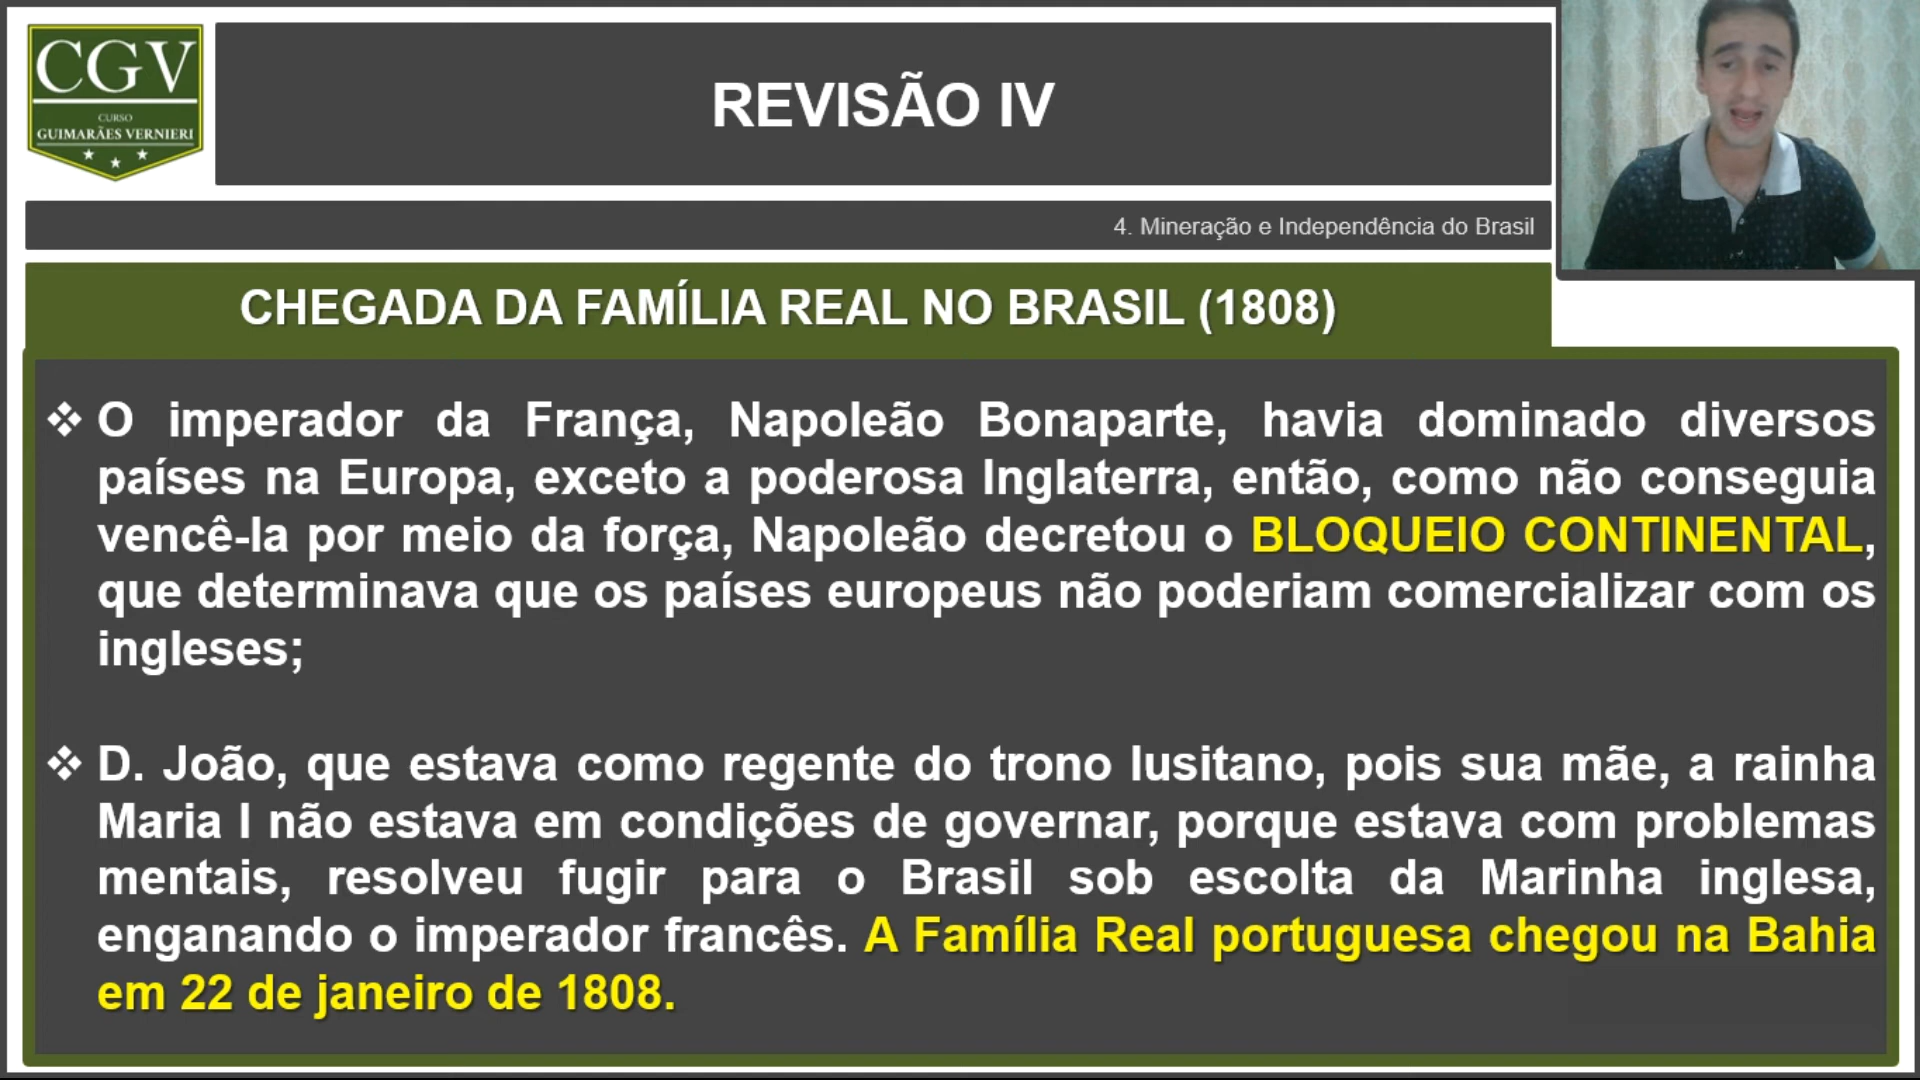 CGV
CURSO
GUIMARÃES VERNIERI
REVISÃO IV
4. Mineração e Independência do Brasil
CHEGADA DA FAMÍLIA REAL NO BRASIL (1808)
❖ O imperador da França, Napoleão Bonaparte, havia dominado diversos
países na Europa, exceto a poderosa Inglaterra, então, como não conseguia
vencê-la por meio da força, Napoleão decretou o BLOQUEIO CONTINENTAL,
que determinava que os países europeus não poderiam comercializar com os
ingleses;
❖ D. João, que estava como regente do trono lusitano, pois sua mãe, a rainha
Maria I não estava em condições de governar, porque estava com problemas
mentais, resolveu fugir para o Brasil sob escolta da Marinha inglesa,
enganando o imperador francês. A Família Real portuguesa chegou na Bahia
em 22 de janeiro de 1808.